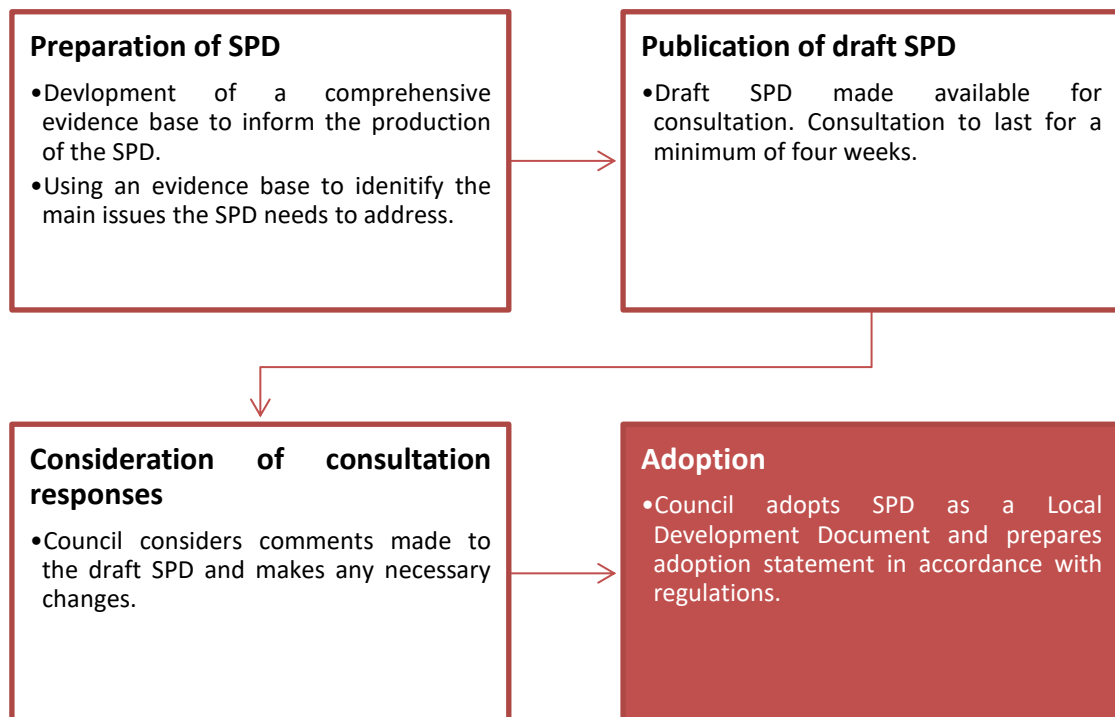 Preparation of SPD
•Devlopment of a comprehensive
evidence base to inform the production
of the SPD.
•Using an evidence base to idenitify the
main issues the SPD needs to address.
Publication of draft SPD
•Draft SPD made available for
consultation. Consultation to last for a
minimum of four weeks.
Consideration of consultation
responses
•Council considers comments made to
the draft SPD and makes any necessary
changes.
Adoption
•Council adopts SPD as a Local
Development Document and prepares
adoption statement in accordance with
regulations.